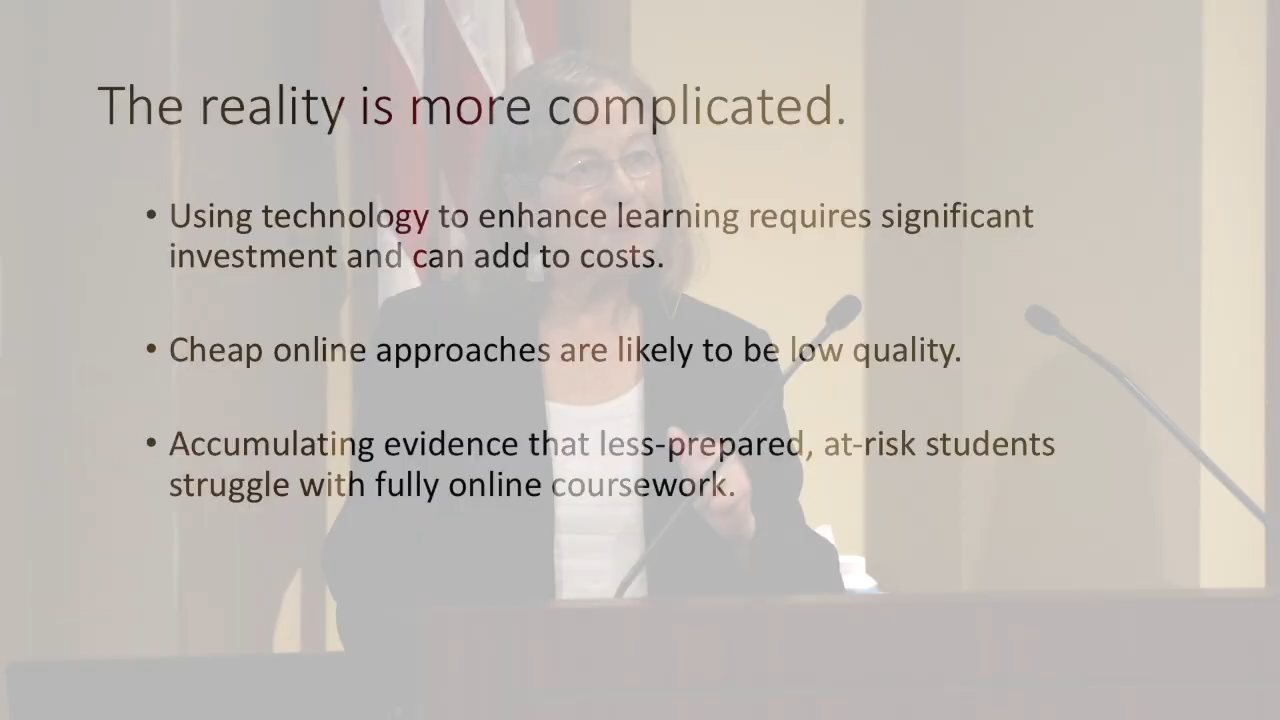 The reality is more complicated.
• Using technology to enhance learning requires significant
investment and can add to costs.
• Cheap online approaches are likely to be low quality.
• Accumulating evidence that less-prepared, at-risk students
struggle with fully online coursework.